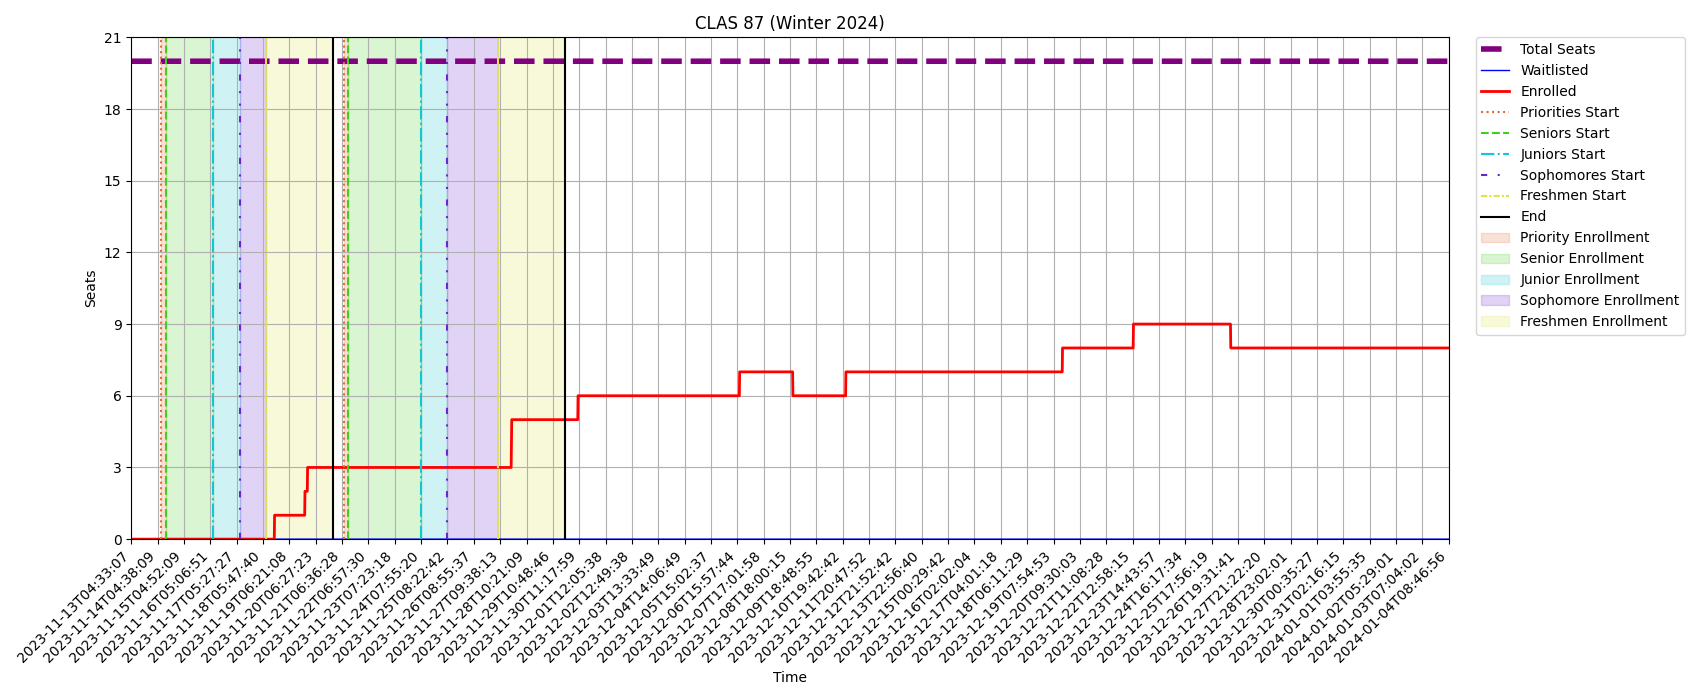 CLAS 87 (Winter 2024)
21
18
15
12
9
6
3
0
Seats
2023-11-13T04:33:07
2023-11-14T04:38:09
2023-11-15T04:52:09
2023-11-16T05:06:51
2023-11-17T05:27:27
2023-11-18T05:47:40
2023-11-19T06:21:08
2023-11-20T06:27:23
2023-11-21T06:36:28
2023-11-22T06:57:30
2023-11-23T07:23:18
2023-11-24T07:55:20
2023-11-25T08:22:42
2023-11-26T08:55:37
2023-11-27T09:38:13
2023-11-28T10:21:09
2023-11-29T10:48:46
2023-11-30T11:17:59
2023-12-01T12:05:38
2023-12-02T12:49:38
2023-12-03T13:33:49
2023-12-04T14:06:49
2023-12-05T15:02:37
2023-12-06T15:57:44
2023-12-07T17:01:58
2023-12-08T18:00:15
2023-12-09T18:48:55
2023-12-10T19:42:42
2023-12-11T20:47:52
2023-12-12T21:52:42
2023-12-13T22:56:40
2023-12-15T00:29:42
2023-12-16T02:02:04
2023-12-17T04:01:18
2023-12-18T06:11:29
2023-12-19T07:54:53
2023-12-20T09:30:03
2023-12-21T11:08:28
2023-12-22T12:58:15
2023-12-23T14:43:57
2023-12-24T16:17:34
2023-12-25T17:56:19
2023-12-26T19:31:41
2023-12-27T21:22:20
2023-12-28T23:02:01
2023-12-30T00:35:27
2023-12-31T02:16:15
2024-01-01T03:55:35
2024-01-02T05:29:01
2024-01-03T07:04:02
2024-01-04T08:46:56
Time
Total Seats
Waitlisted
Enrolled
Priorities Start
Seniors Start
Juniors Start
Sophomores Start
Freshmen Start
End
Priority Enrollment
Senior Enrollment
Junior Enrollment
Sophomore Enrollment
Freshmen Enrollment